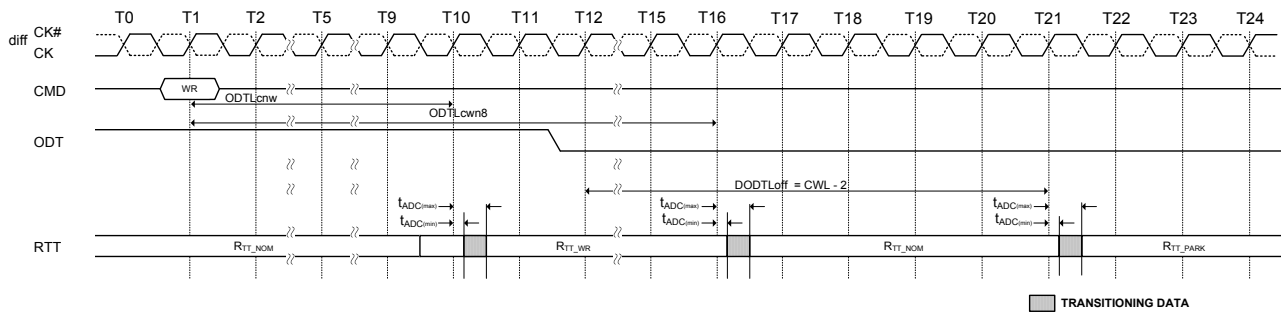 T0 T1 T2 T5 T9 T10 T11 T12 T15 T16 T17 T18 T19 T20 T21 T22 T23 T24
diff CK#
CK
CMD WR
ODTLcnw
ODTLcwn8
ODT
DODTLoff = CWL - 2
tADC(max) tADC(max) tADC(max)
tADC(min) tADC(min) tADC(min)
RTT RTT_NOM RTT_WR RTT_NOM RTT_PARK
TRANSITIONING DATA